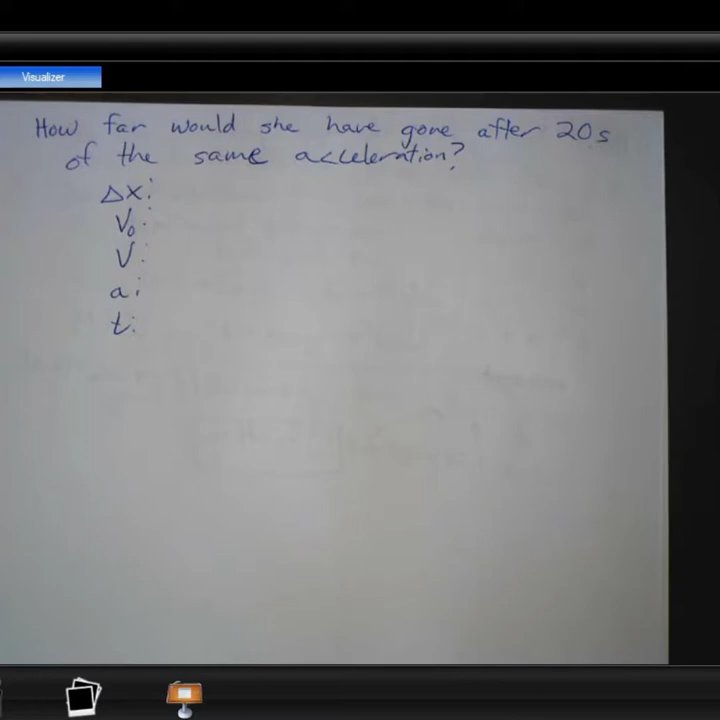 Visualizer
How far would she have gone after 20s
of the same acceleration?
Δx:
V₀:
V:
a:
t: